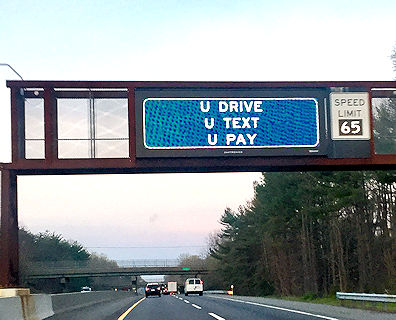 U DRIVE
U TEXT
U PAY
SPEED
LIMIT
65